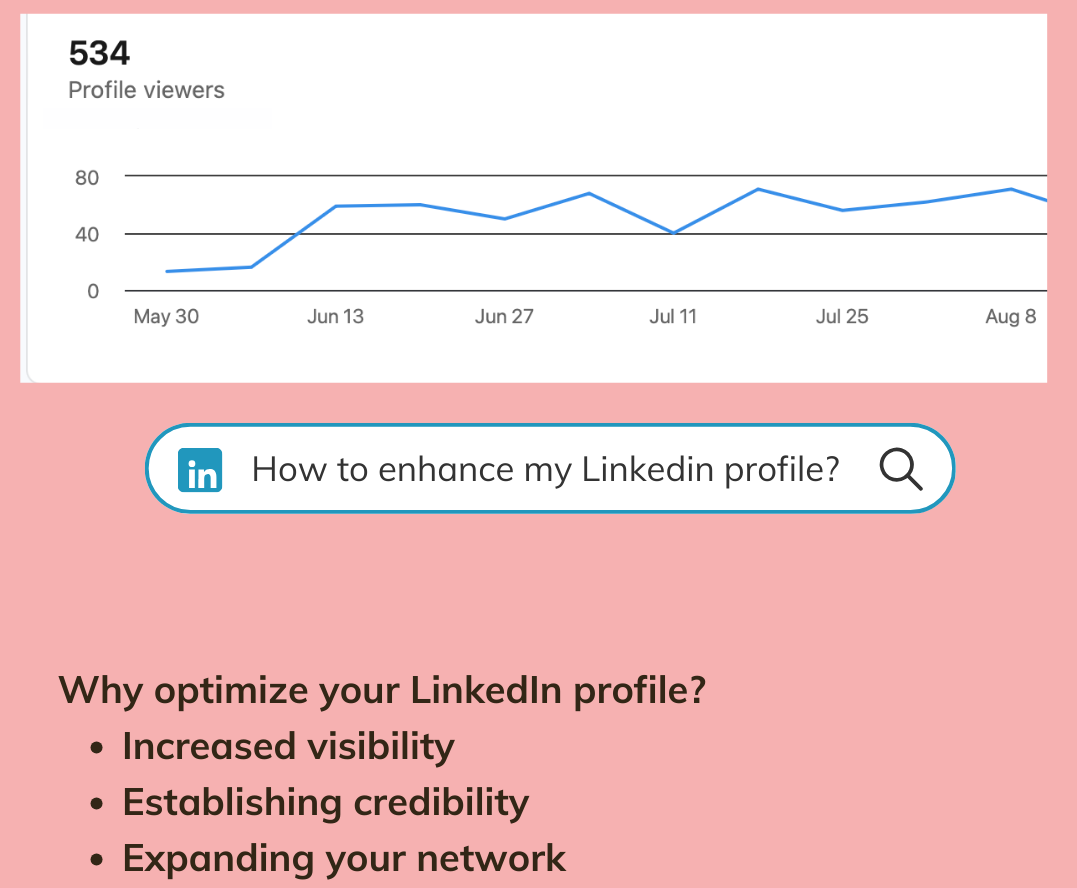 534
Profile viewers
80
40
0
May 30 Jun 13 Jun 27 Jul 11 Jul 25 Aug 8
in How to enhance my Linkedin profile?
Why optimize your LinkedIn profile?
• Increased visibility
• Establishing credibility
• Expanding your network